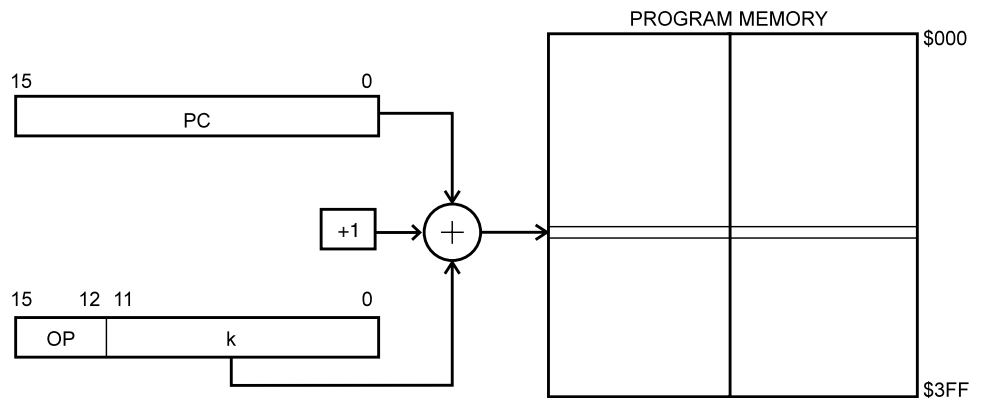 PROGRAM MEMORY
$000
15 0
PC
+1
15 12 11 0
OP k
$3FF